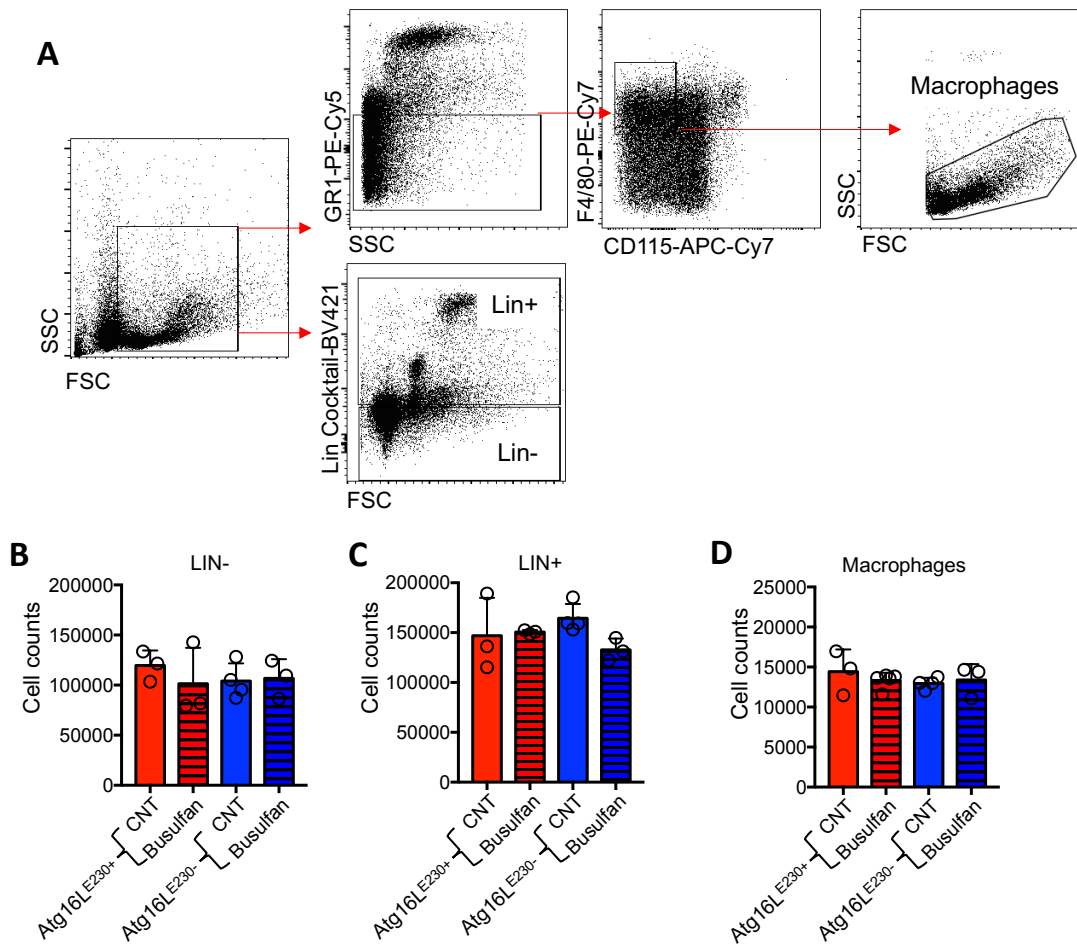 A
SSC
FSC
GR1-PE-Cy5
SSC
F4/80-PE-Cy7
CD115-APC-Cy7
Macrophages
SSC
FSC
Lin Cocktail-BV421
Lin+
Lin-
FSC
B
LIN-
Cell counts
200000
150000
100000
50000
0
CNT
Busulfan
CNT
Busulfan
Atg16L E230+
Atg16L E230-
C
LIN+
Cell counts
200000
150000
100000
50000
0
CNT
Busulfan
CNT
Busulfan
Atg16L E230+
Atg16L E230-
D
Macrophages
Cell counts
25000
20000
15000
10000
5000
0
CNT
Busulfan
CNT
Busulfan
Atg16L E230+
Atg16L E230-